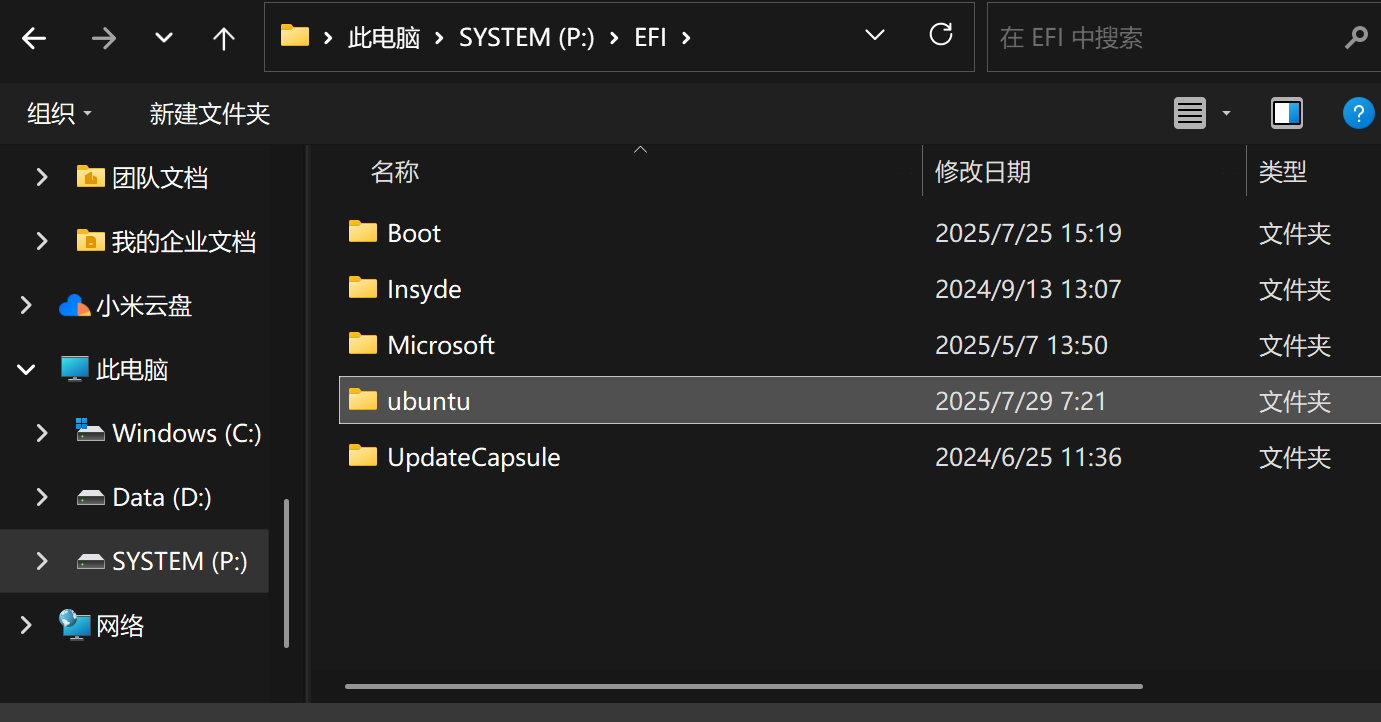 此电脑 SYSTEM (P:) EFI
在 EFI 中搜索
组织 新建文件夹 ?
团队文档
我的企业文档
小米云盘
此电脑
Windows (C:)
Data (D:)
SYSTEM (P:)
网络
名称 修改日期 类型
Boot 2025/7/25 15:19 文件夹
Insyde 2024/9/13 13:07 文件夹
Microsoft 2025/5/7 13:50 文件夹
ubuntu 2025/7/29 7:21 文件夹
UpdateCapsule 2024/6/25 11:36 文件夹